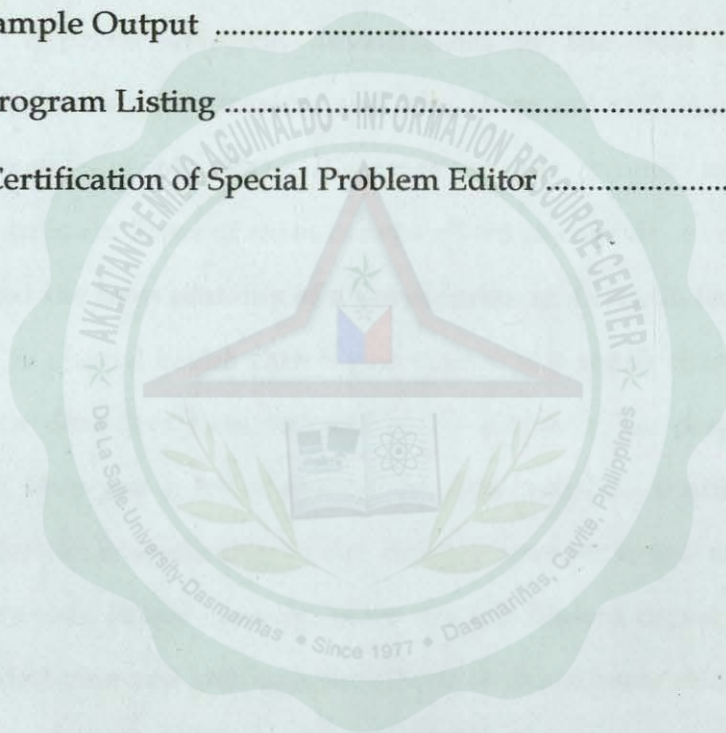 ample Output ........................................................
rogram Listing ......................................................
ertification of Special Problem Editor ......................
AKLATANG EMILIO AGUINALDO - INFORMATION RESOURCE CENTER
De La Salle University-Dasmariñas * Since 1977 * Dasmariñas, Cavite, Philippines